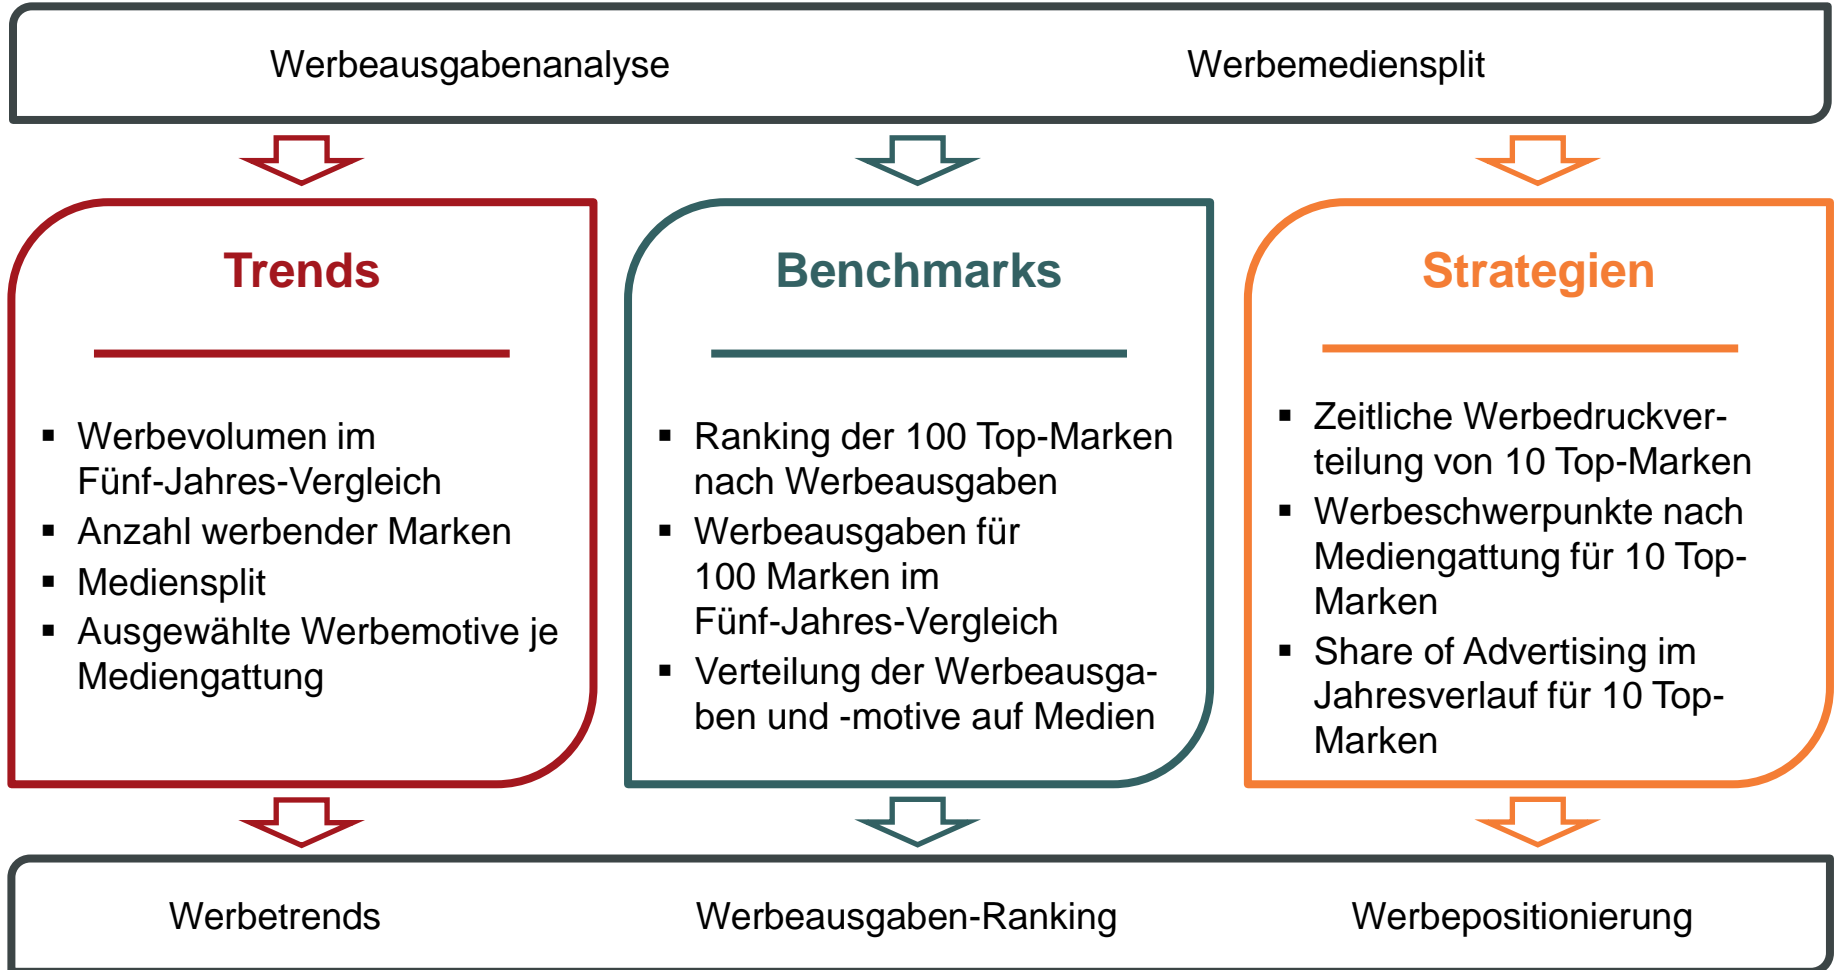 Werbeausgabenanalyse
Werbemediensplit
Trends
▪ Werbevolumen im
Fünf-Jahres-Vergleich
▪ Anzahl werbender Marken
▪ Mediensplit
▪ Ausgewählte Werbemotive je
Mediengattung
Benchmarks
▪ Ranking der 100 Top-Marken
nach Werbeausgaben
▪ Werbeausgaben für
100 Marken im
Fünf-Jahres-Vergleich
▪ Verteilung der Werbeausga-
ben und -motive auf Medien
Strategien
▪ Zeitliche Werbedruckver-
teilung von 10 Top-Marken
▪ Werbeschwerpunkte nach
Mediengattung für 10 Top-
Marken
▪ Share of Advertising im
Jahresverlauf für 10 Top-
Marken
Werbetrends
Werbeausgaben-Ranking
Werbepositionierung